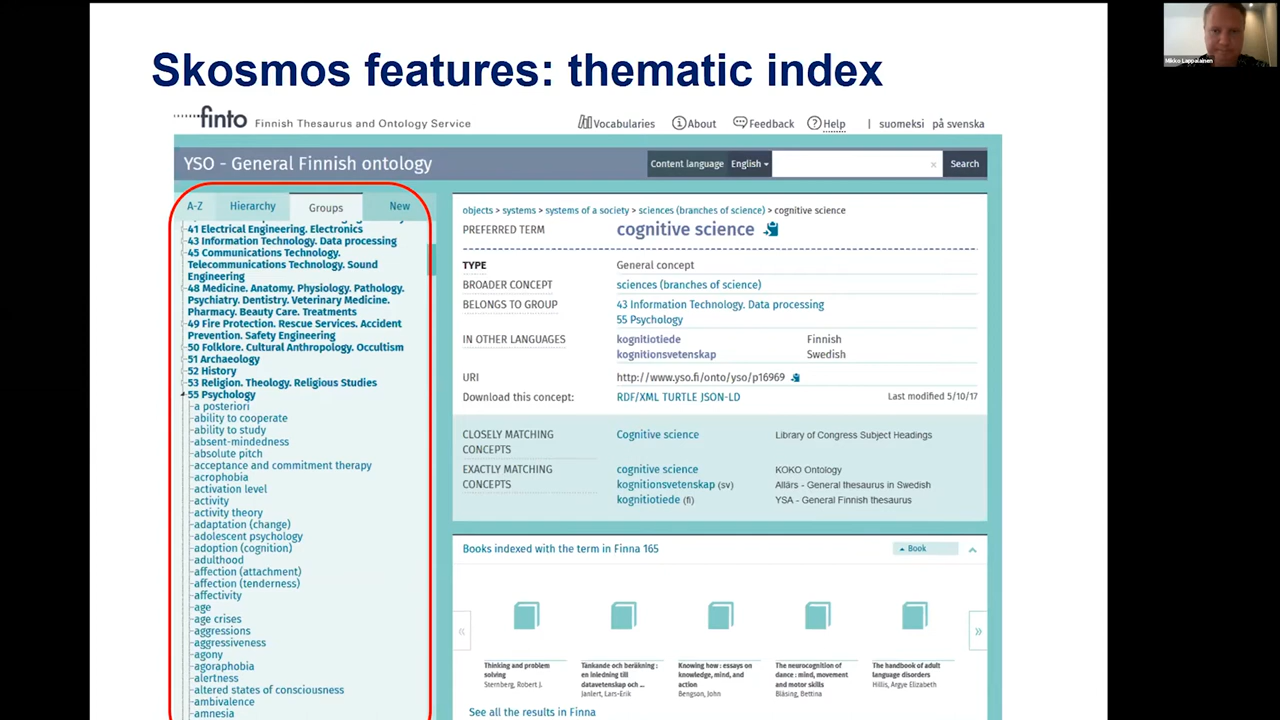 Skosmos features: thematic index
Mikko Lappalainen
finto Finnish Thesaurus and Ontology Service
Vocabularies About Feedback Help | suomeksi på svenska
YSO - General Finnish ontology
Content language English × Search
A-Z Hierarchy Groups New
41 Electrical Engineering. Electronics
43 Information Technology. Data processing
45 Communications Technology.
Telecommunications Technology. Sound
Engineering
48 Medicine. Anatomy. Physiology. Pathology.
Psychiatry. Dentistry. Veterinary Medicine.
Pharmacy. Beauty Care. Treatments
49 Fire Protection. Rescue Services. Accident
Prevention. Safety Engineering
50 Folklore. Cultural Anthropology. Occultism
51 Archaeology
52 History
53 Religion. Theology. Religious Studies
55 Psychology
a posteriori
ability to cooperate
ability to study
absent-mindedness
absolute pitch
acceptance and commitment therapy
acrophobia
activation level
activity
activity theory
adaptation (change)
adolescent psychology
adoption (cognition)
adulthood
affection (attachment)
affection (tenderness)
affectivity
age
age crises
aggressions
aggressiveness
agony
agoraphobia
alertness
altered states of consciousness
ambivalence
amnesia
objects > systems > systems of a society > sciences (branches of science) > cognitive science
PREFERRED TERM cognitive science
TYPE General concept
BROADER CONCEPT sciences (branches of science)
BELONGS TO GROUP 43 Information Technology. Data processing
55 Psychology
IN OTHER LANGUAGES kognitiotiede Finnish
kognitionsvetenskap Swedish
URI http://www.yso.fi/onto/yso/p16969
Download this concept: RDF/XML TURTLE JSON-LD Last modified 5/10/17
CLOSELY MATCHING Cognitive science Library of Congress Subject Headings
CONCEPTS
EXACTLY MATCHING cognitive science KOKO Ontology
CONCEPTS kognitionsvetenskap (sv) Allärs - General thesaurus in Swedish
kognitiotiede (fi) YSA - General Finnish thesaurus
Books indexed with the term in Finna 165 Book
« »
Thinking and problem
solving
Sternberg, Robert J.
Tänkande och beräkning :
en inledning till
datavetenskap och ...
Janlert, Lars-Erik
Knowing how : essays on
knowledge, mind, and
action
Bengson, John
The neurocognition of
dance : mind, movement
and motor skills
Bläsing, Bettina
The handbook of adult
language disorders
Hillis, Argye Elizabeth
See all the results in Finna